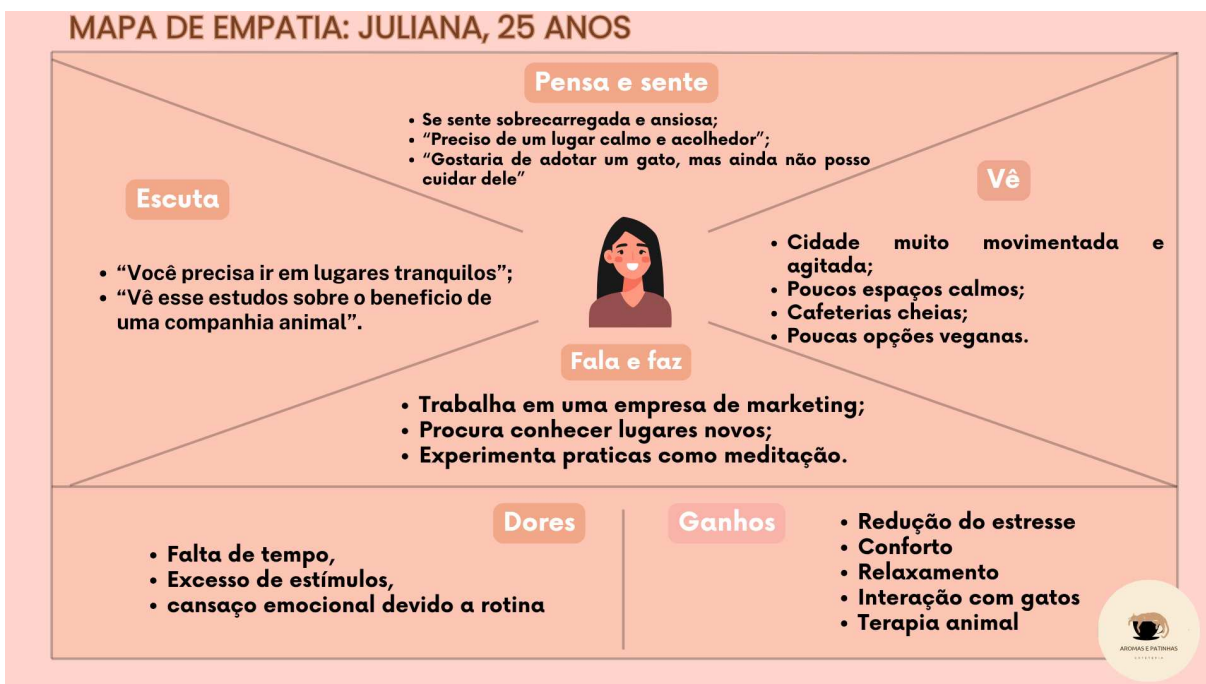 MAPA DE EMPATIA: JULIANA, 25 ANOS
Pensa e sente
• Se sente sobrecarregada e ansiosa;
• “Preciso de um lugar calmo e acolhedor”;
• “Gostaria de adotar um gato, mas ainda não posso
cuidar dele”
Escuta
• “Você precisa ir em lugares tranquilos”;
• “Vê esse estudos sobre o beneficio de
uma companhia animal”.
Vê
• Cidade muito movimentada e
agitada;
• Poucos espaços calmos;
• Cafeterias cheias;
• Poucas opções veganas.
Fala e faz
• Trabalha em uma empresa de marketing;
• Procura conhecer lugares novos;
• Experimenta praticas como meditação.
Dores
• Falta de tempo,
• Excesso de estímulos,
• cansaço emocional devido a rotina
Ganhos
• Redução do estresse
• Conforto
• Relaxamento
• Interação com gatos
• Terapia animal
AROMAS E PATINHAS